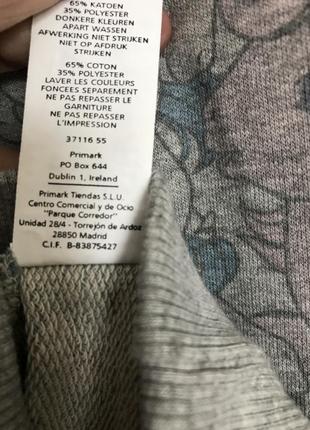 65% KATOEN
35% POLYESTER
DONKERE KLEUREN
APART WASSEN
AFWERKING NIET STRIJKEN
NIET OP AFDRUK
STRIJKEN
65% COTON
35% POLYESTER
LAVER LES COULEURS
FONCEES SEPAREMENT
NE PAS REPASSER LE
GARNITURE
NE PAS REPASSER
L'IMPRESSION
37116 55
Primark
PO Box 644
Dublin 1, Ireland
Primark Tiendas S.L.U.
Centro Comercial y de Ocio
"Parque Corredor"
Unidad 28/4 - Torrejón de Ardoz
28850 Madrid
C.I.F. B-83875427